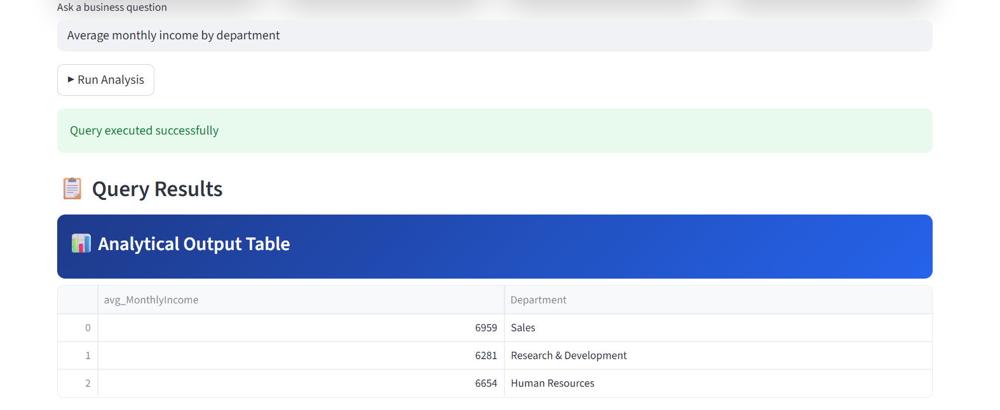 Ask a business question
Average monthly income by department
▶ Run Analysis
Query executed successfully
📋 Query Results
📊 Analytical Output Table
avg_MonthlyIncome Department
0 6959 Sales
1 6281 Research & Development
2 6654 Human Resources